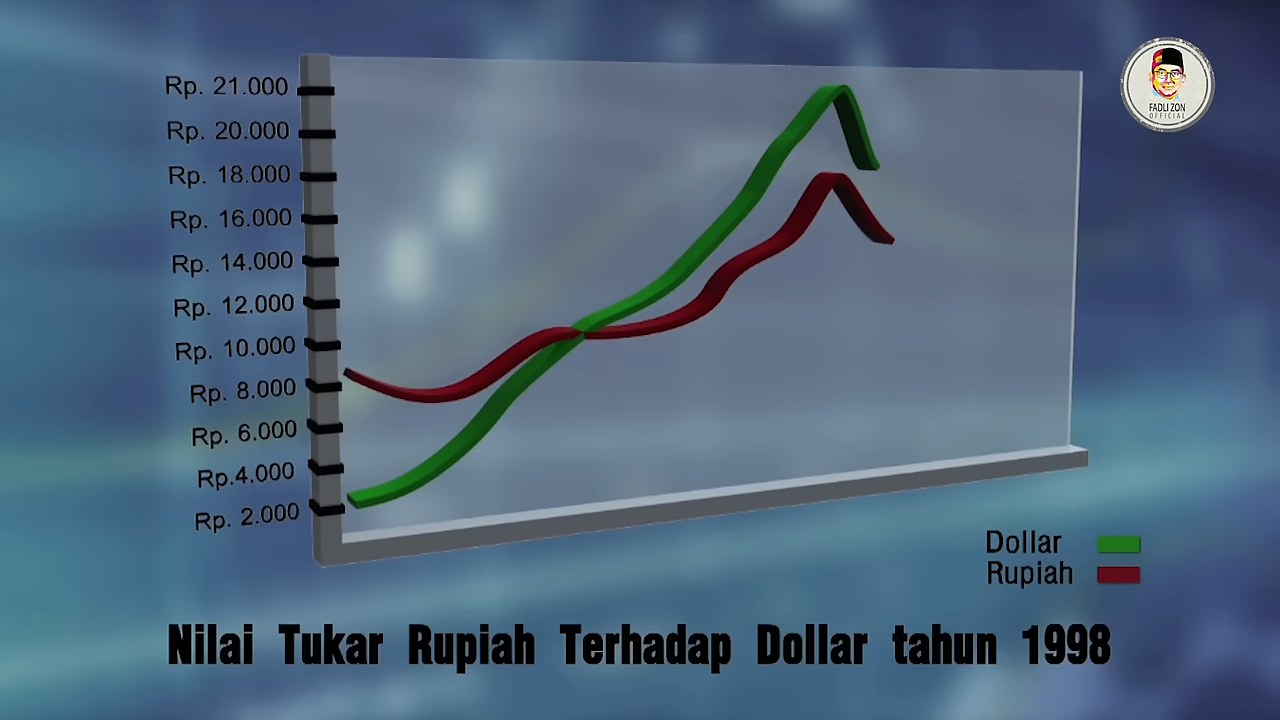 Rp. 21.000
Rp. 20.000
Rp. 18.000
Rp. 16.000
Rp. 14.000
Rp. 12.000
Rp. 10.000
Rp. 8.000
Rp. 6.000
Rp.4.000
Rp. 2.000
FADLI ZON
OFFICIAL
Dollar
Rupiah
Nilai Tukar Rupiah Terhadap Dollar tahun 1998